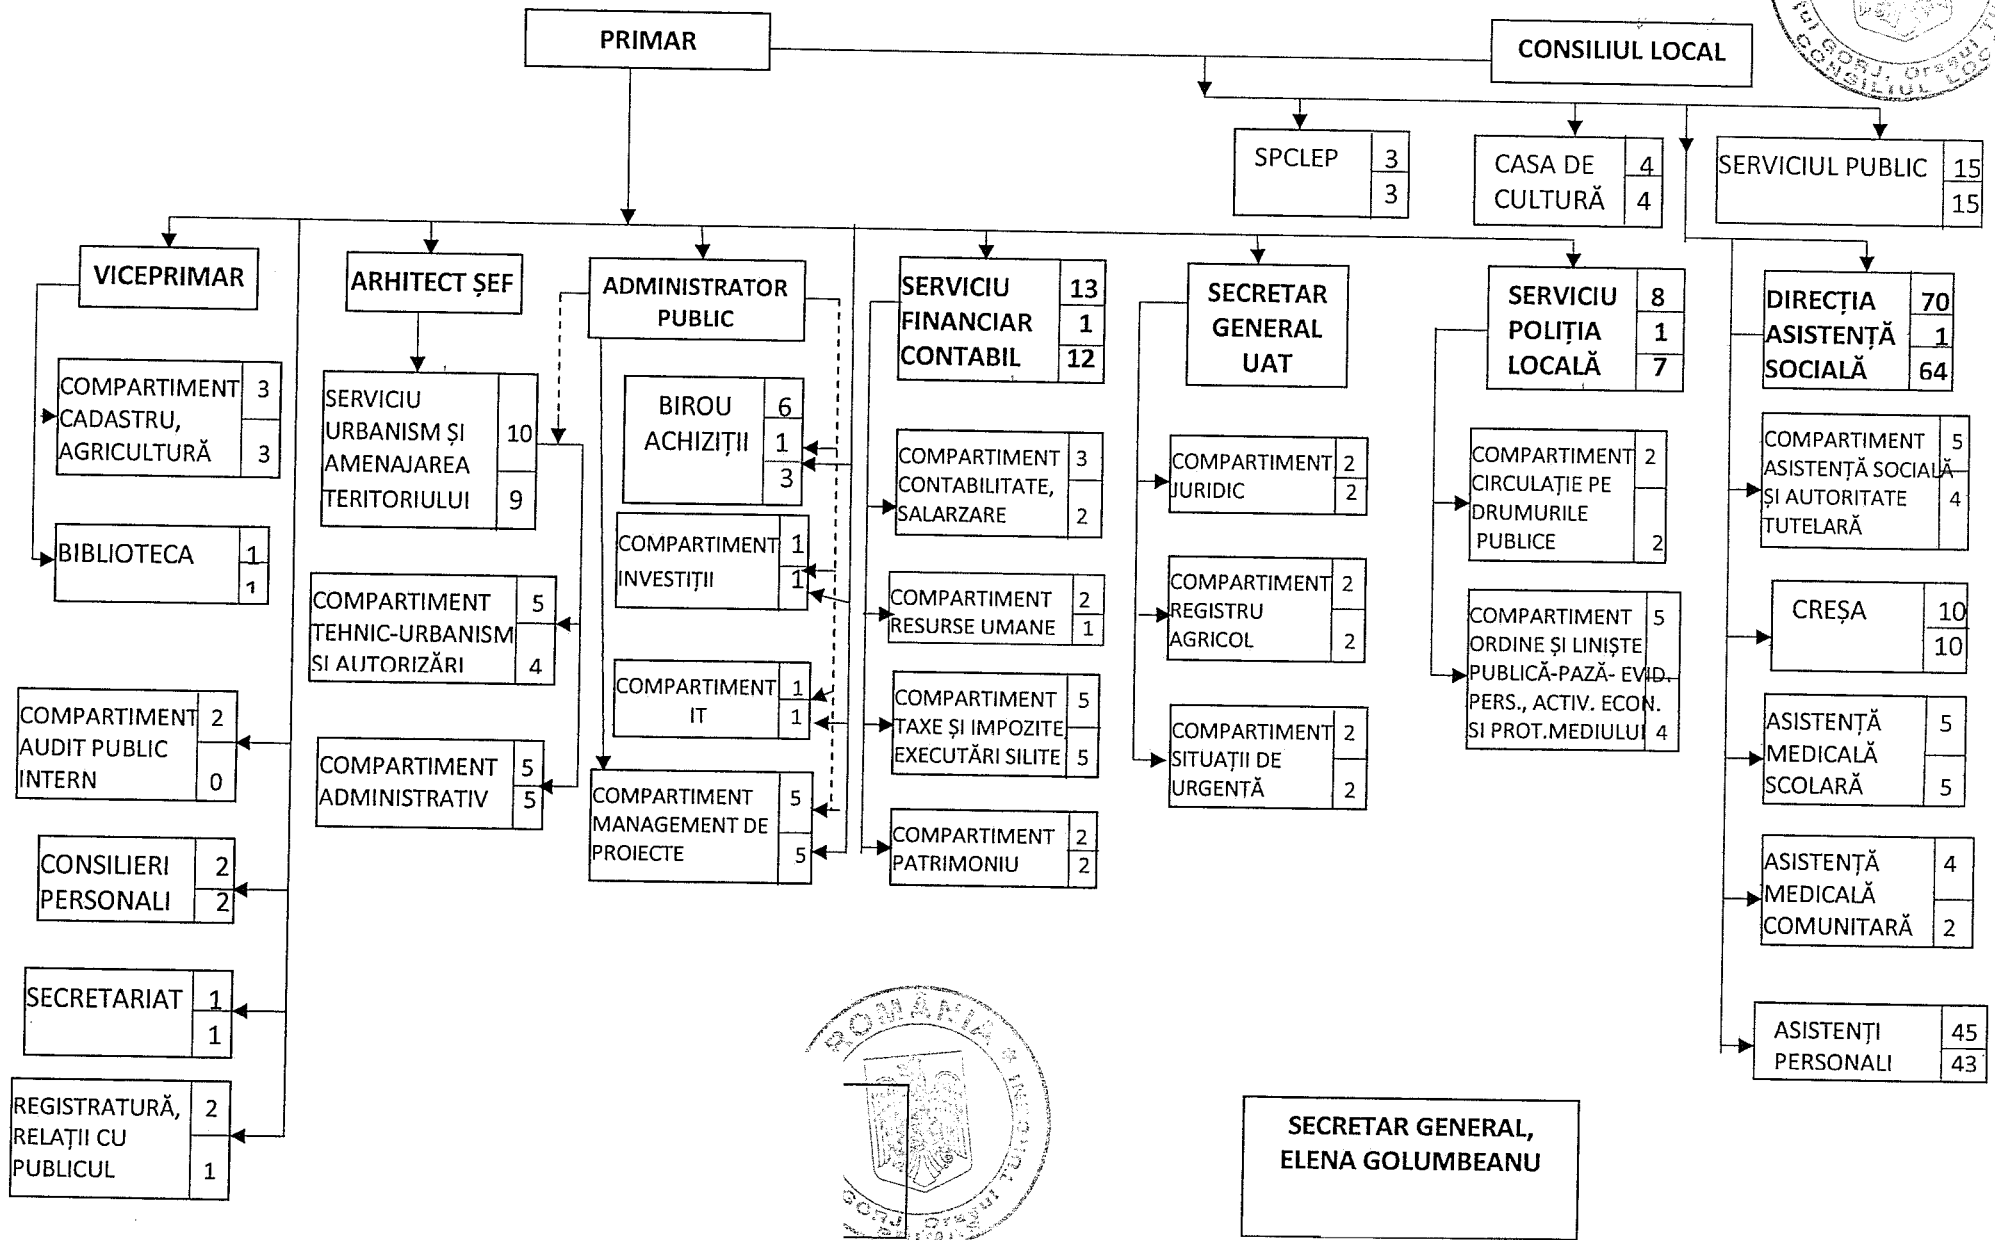 PRIMAR
CONSILIUL LOCAL
GORJ, Orașul
CONSILIUL LOC
SPCLEP
3
3
CASA DE
CULTURĂ
4
4
SERVICIUL PUBLIC
15
15
VICEPRIMAR
ARHITECT ȘEF
ADMINISTRATOR
PUBLIC
SERVICIU
FINANCIAR
CONTABIL
13
1
12
SECRETAR
GENERAL
UAT
SERVICIU
POLIȚIA
LOCALĂ
8
1
7
DIRECȚIA
ASISTENȚĂ
SOCIALĂ
70
1
64
COMPARTIMENT
CADASTRU,
AGRICULTURĂ
3
3
BIBLIOTECA
1
1
COMPARTIMENT
AUDIT PUBLIC
INTERN
2
0
CONSILIERI
PERSONALI
2
2
SECRETARIAT
1
1
REGISTRATURĂ,
RELAȚII CU
PUBLICUL
2
1
SERVICIU
URBANISM ȘI
AMENAJAREA
TERITORIULUI
10
9
COMPARTIMENT
TEHNIC-URBANISM
SI AUTORIZĂRI
5
4
COMPARTIMENT
ADMINISTRATIV
5
5
BIROU
ACHIZIȚII
6
1
3
COMPARTIMENT
INVESTIȚII
1
1
COMPARTIMENT
IT
1
1
COMPARTIMENT
MANAGEMENT DE
PROIECTE
5
5
COMPARTIMENT
CONTABILITATE,
SALARZARE
3
2
COMPARTIMENT
RESURSE UMANE
2
1
COMPARTIMENT
TAXE ȘI IMPOZITE
EXECUTĂRI SILITE
5
5
COMPARTIMENT
PATRIMONIU
2
2
COMPARTIMENT
JURIDIC
2
2
COMPARTIMENT
REGISTRU
AGRICOL
2
2
COMPARTIMENT
SITUAȚII DE
URGENTĂ
2
2
COMPARTIMENT
CIRCULAȚIE PE
DRUMURILE
PUBLICE
2
2
COMPARTIMENT
ORDINE ȘI LINIȘTE
PUBLICĂ-PAZĂ- EVID.
PERS., ACTIV. ECON.
SI PROT.MEDIULUI
5
4
COMPARTIMENT
ASISTENȚĂ SOCIALĂ
ȘI AUTORITATE
TUTELARĂ
5
4
CREȘA
10
10
ASISTENȚĂ
MEDICALĂ
SCOLARĂ
5
5
ASISTENȚĂ
MEDICALĂ
COMUNITARĂ
4
2
ASISTENȚI
PERSONALI
45
43
ROMÂNIA
GORJ, Orașul
SECRETAR GENERAL,
ELENA GOLUMBEANU